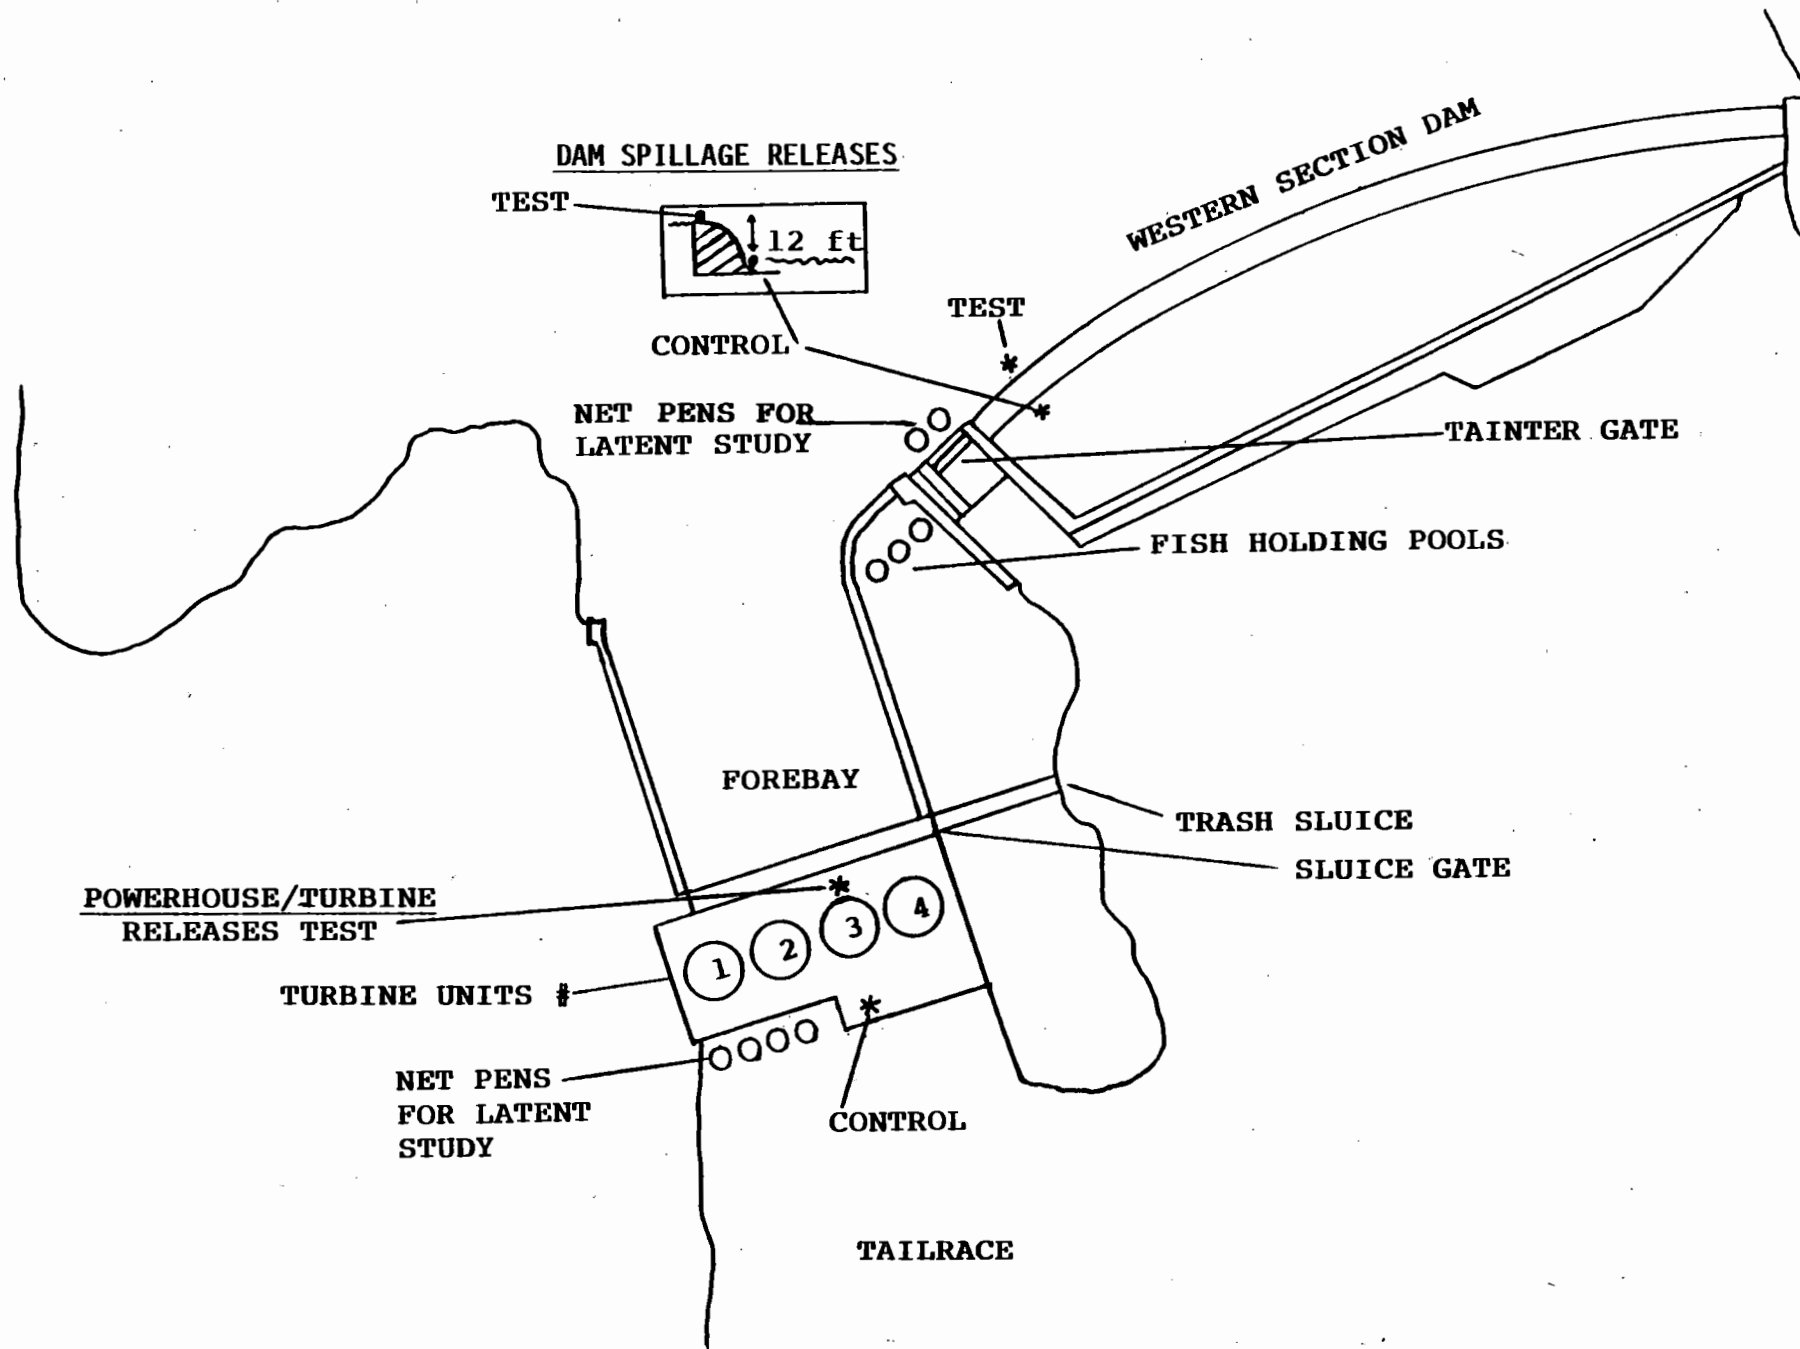 WESTERN SECTION DAM
DAM SPILLAGE RELEASES
TEST
12 ft
TEST
CONTROL
NET PENS FOR
LATENT STUDY
TAINTER GATE
FISH HOLDING POOLS
FOREBAY
TRASH SLUICE
SLUICE GATE
POWERHOUSE/TURBINE
RELEASES TEST
1 2 3 4
TURBINE UNITS #
NET PENS
FOR LATENT
STUDY
CONTROL
TAILRACE